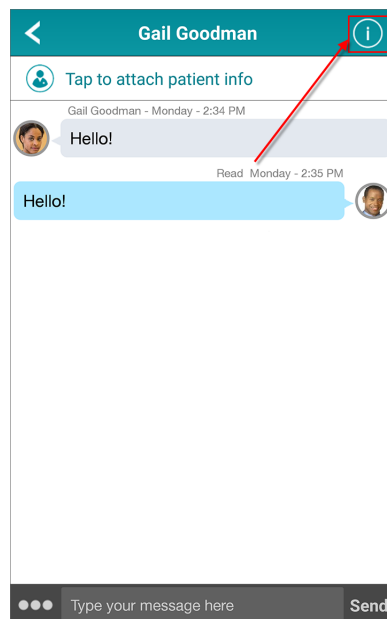 Gail Goodman
Tap to attach patient info
Gail Goodman - Monday - 2:34 PM
Hello!
Read Monday - 2:35 PM
Hello!
Type your message here
Send